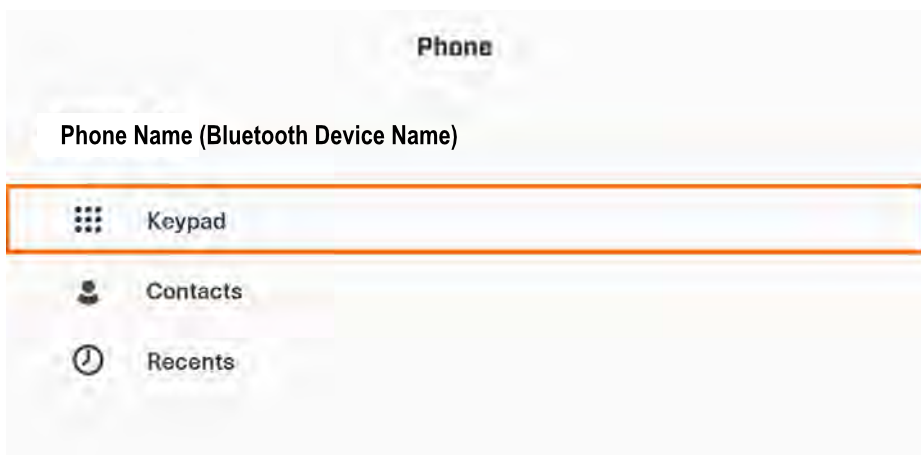 Phone
Phone Name (Bluetooth Device Name)
Keypad
Contacts
Recents